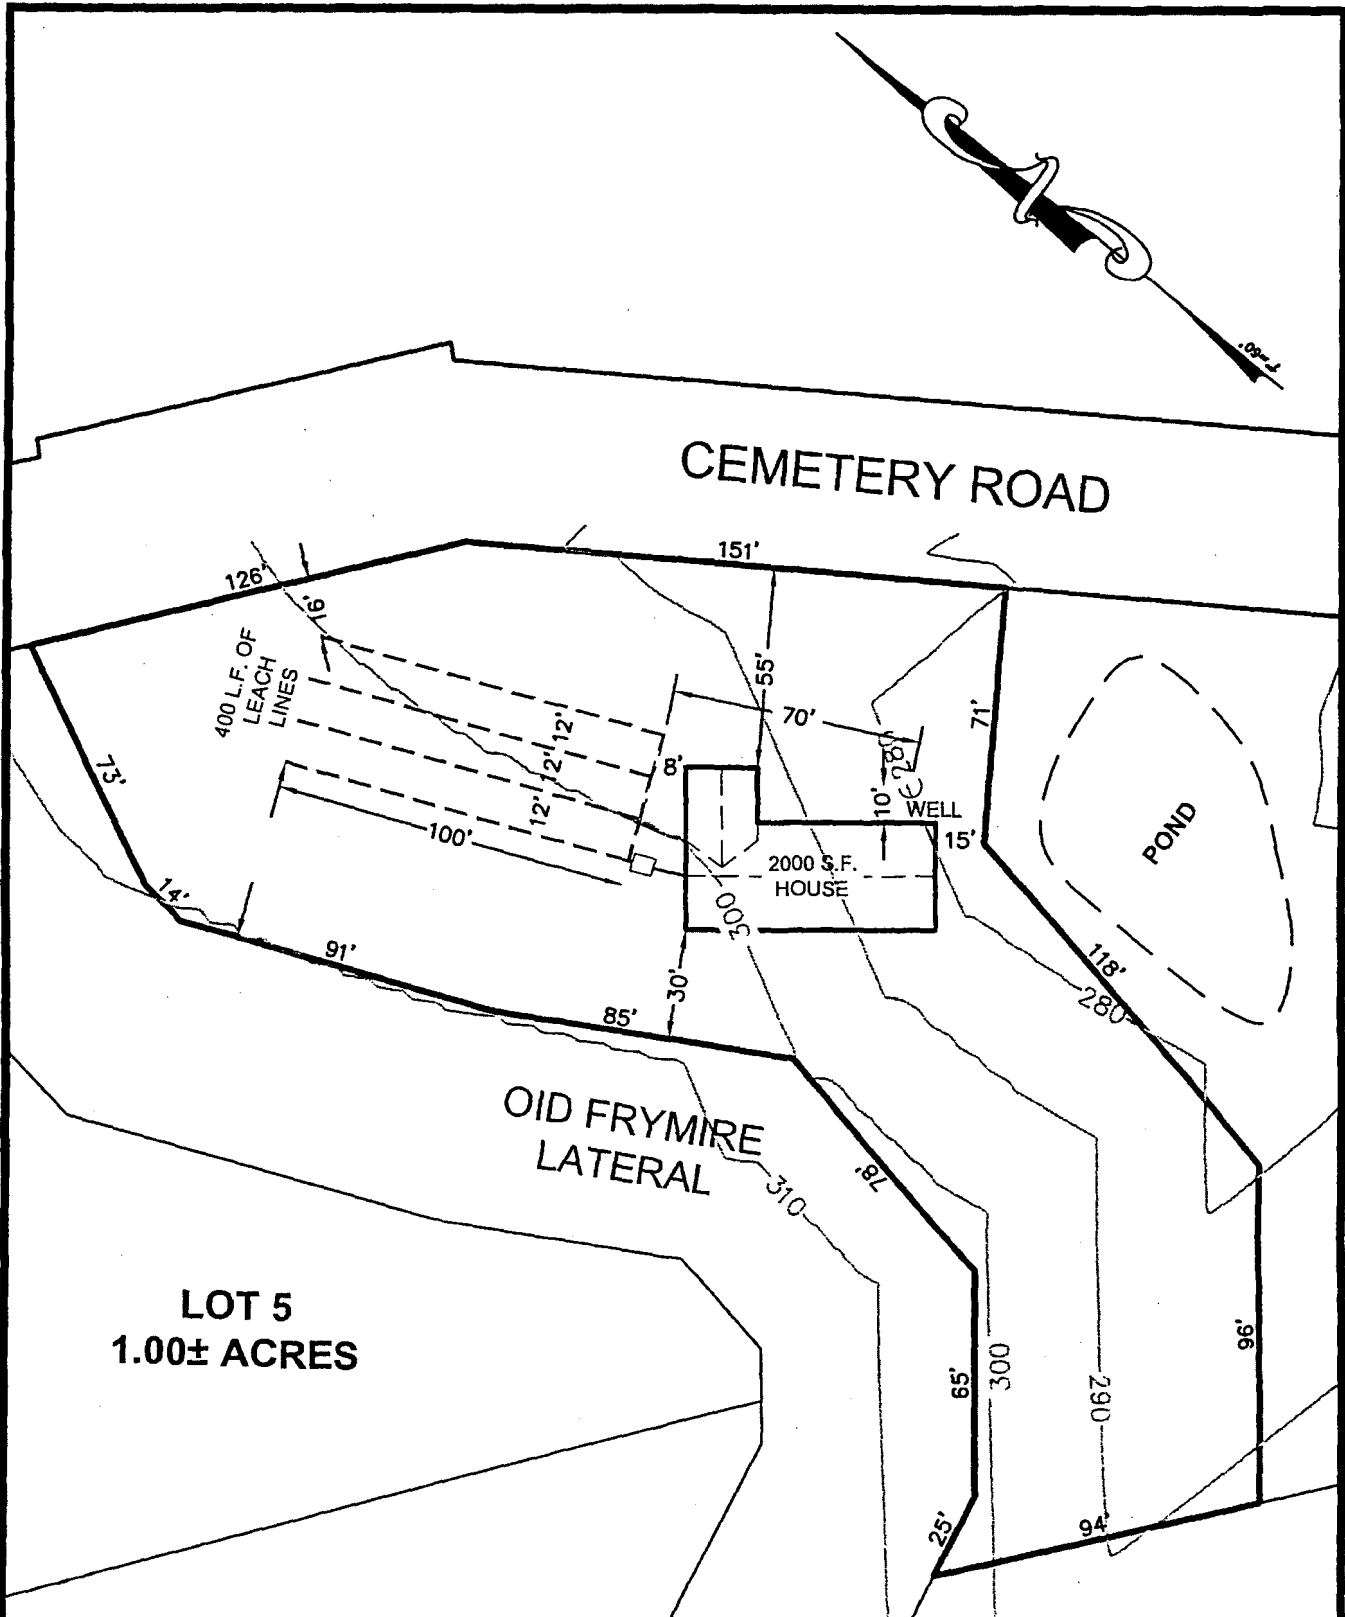 1"=60'
CEMETERY ROAD
151'
126'
16'
400 L.F. OF
LEACH
LINES
55'
70'
71'
12'
12'
12'
8'
10'
WELL
15'
73'
100'
2000 S.F.
HOUSE
POND
14'
91'
300
30'
85'
118'
280
OID FRYMIRE
LATERAL
78'
310
LOT 5
1.00± ACRES
65'
300
290
96'
25'
94'